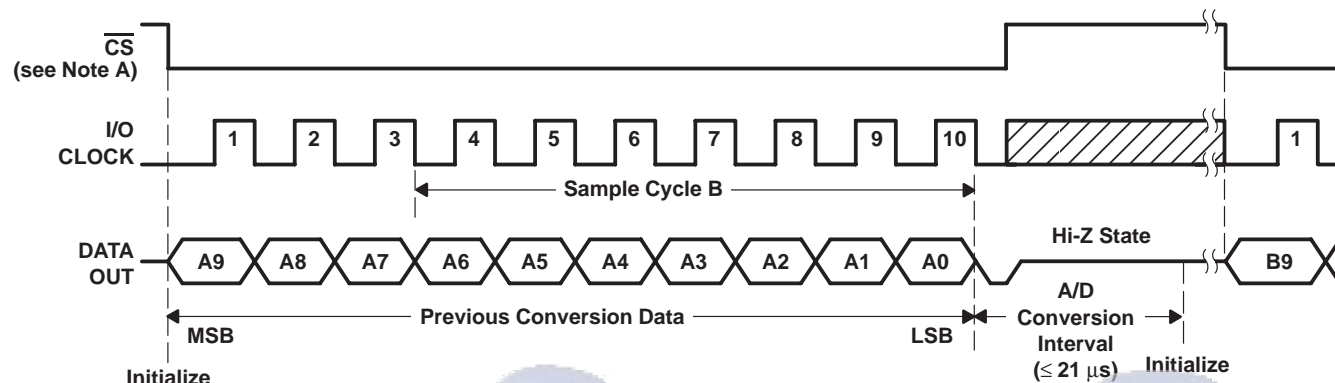 CS
(see Note A)
I/O
CLOCK
1 2 3 4 5 6 7 8 9 10 1
Sample Cycle B
DATA
OUT
A9 A8 A7 A6 A5 A4 A3 A2 A1 A0 B9
Hi-Z State
Previous Conversion Data
MSB
LSB
A/D
Conversion
Interval
(≤ 21 μs)
Initialize
Initialize